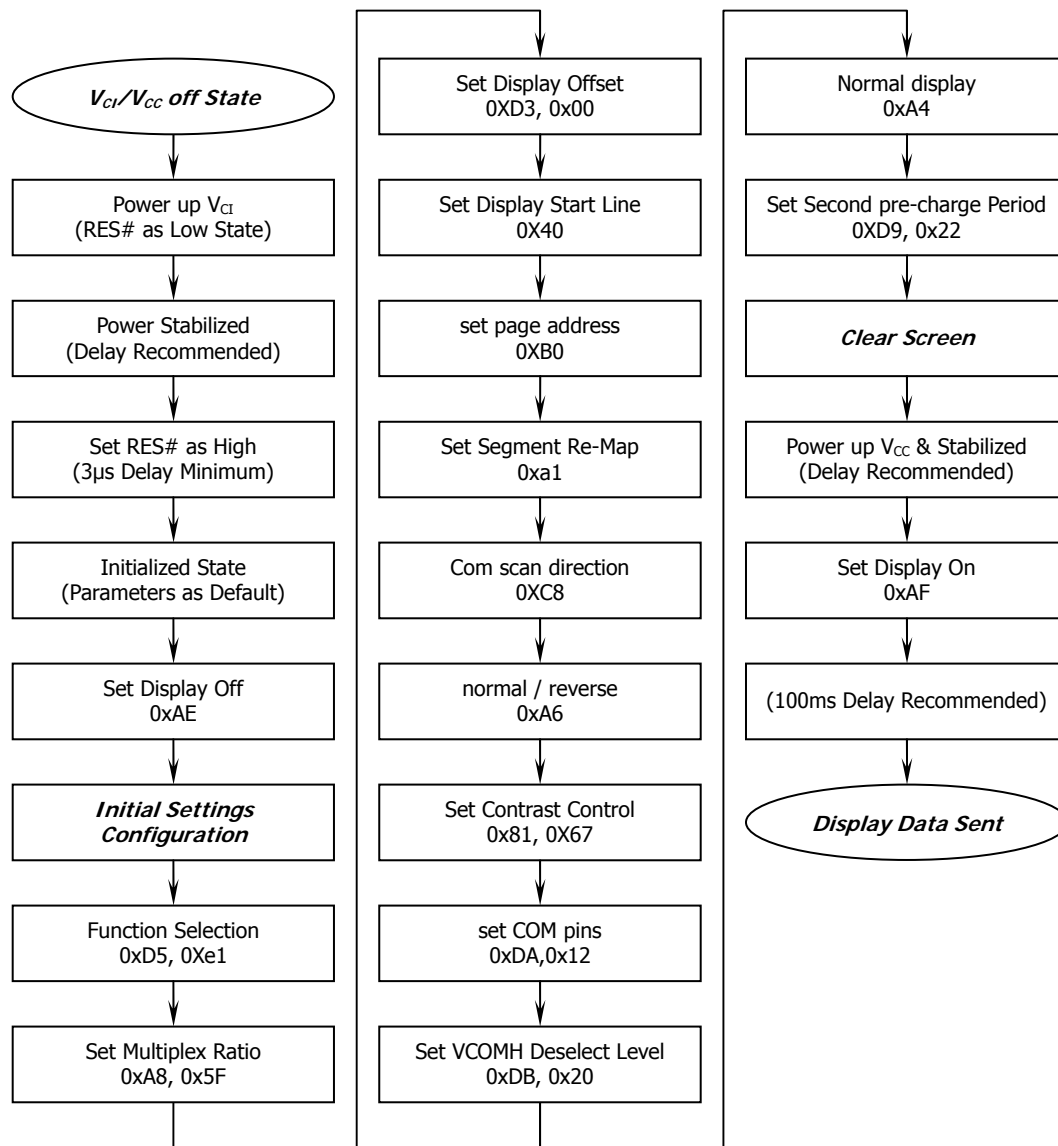 V_CI/V_CC off State
Power up V_CI
(RES# as Low State)
Power Stabilized
(Delay Recommended)
Set RES# as High
(3µs Delay Minimum)
Initialized State
(Parameters as Default)
Set Display Off
0xAE
Initial Settings
Configuration
Function Selection
0xD5, 0Xe1
Set Multiplex Ratio
0xA8, 0x5F
Set Display Offset
0XD3, 0x00
Set Display Start Line
0X40
set page address
0XB0
Set Segment Re-Map
0xa1
Com scan direction
0XC8
normal / reverse
0xA6
Set Contrast Control
0x81, 0X67
set COM pins
0xDA,0x12
Set VCOMH Deselect Level
0xDB, 0x20
Normal display
0xA4
Set Second pre-charge Period
0XD9, 0x22
Clear Screen
Power up V_CC & Stabilized
(Delay Recommended)
Set Display On
0xAF
(100ms Delay Recommended)
Display Data Sent